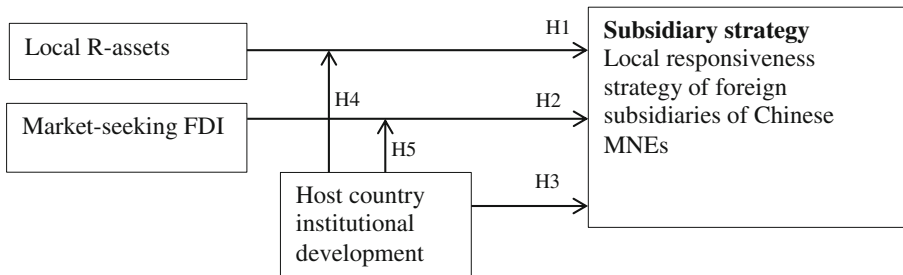 Local R-assets
Market-seeking FDI
H1
H4
H2
H5
H3
Host country
institutional
development
Subsidiary strategy
Local responsiveness
strategy of foreign
subsidiaries of Chinese
MNEs